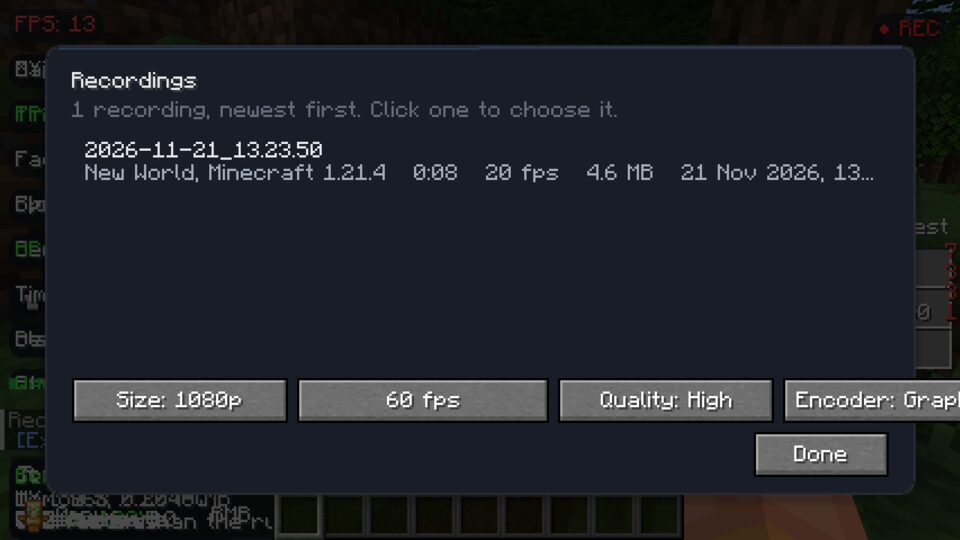 FPS: 13
REC
Recordings
1 recording, newest first. Click one to choose it.
2026-11-21_13.23.50
New World, Minecraft 1.21.4 0:08 20 fps 4.6 MB 21 Nov 2026, 13...
Size: 1080p
60 fps
Quality: High
Encoder: Grap
Done